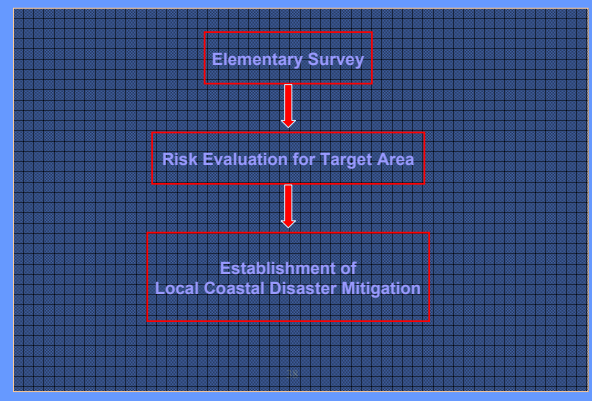 Elementary Survey
Risk Evaluation for Target Area
Establishment of
Local Coastal Disaster Mitigation